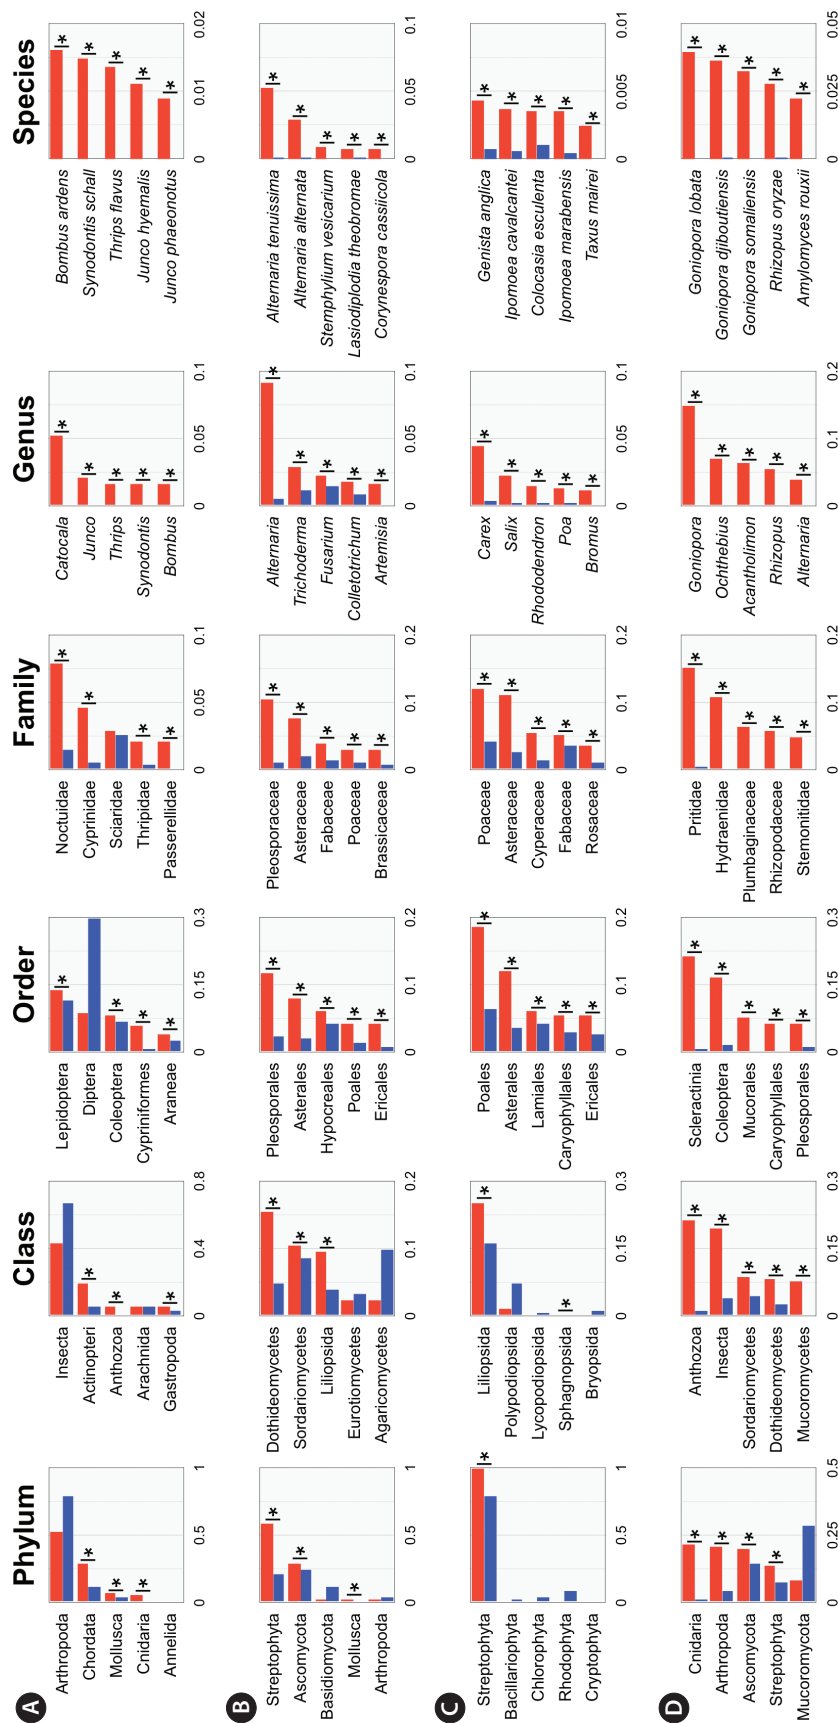 Phylum
Class
Order
Family
Genus
Species
A
Arthropoda
Chordata
Mollusca
Cnidaria
Annelida
0
0.5
1
*
*
*
Insecta
Actinopteri
Anthozoa
Arachnida
Gastropoda
0
0.4
0.8
*
*
*
Lepidoptera
Diptera
Coleoptera
Cypriniformes
Araneae
0
0.15
0.3
*
*
*
*
Noctuidae
Cyprinidae
Sciaridae
Thripidae
Passerellidae
0
0.05
0.1
*
*
*
*
Catocala
Junco
Thrips
Synodontis
Bombus
0
0.05
0.1
*
*
*
*
*
Bombus ardens
Synodontis schall
Thrips flavus
Junco hyemalis
Junco phaeonotus
0
0.01
0.02
*
*
*
*
*
B
Streptophyta
Ascomycota
Basidiomycota
Mollusca
Arthropoda
0
0.5
1
*
*
*
Dothideomycetes
Sordariomycetes
Liliopsida
Eurotiomycetes
Agaricomycetes
0
0.1
0.2
*
*
*
Pleosporales
Asterales
Hypocreales
Poales
Ericales
0
0.1
0.2
*
*
*
*
*
Pleosporaceae
Asteraceae
Fabaceae
Poaceae
Brassicaceae
0
0.1
0.2
*
*
*
*
*
Alternaria
Trichoderma
Fusarium
Colletotrichum
Artemisia
0
0.05
0.1
*
*
*
*
*
Alternaria tenuissima
Alternaria alternata
Stemphylium vesicarium
Lasiodiplodia theobromae
Corynespora cassiicola
0
0.05
0.1
*
*
*
*
*
C
Streptophyta
Bacillariophyta
Chlorophyta
Rhodophyta
Cryptophyta
0
0.5
1
*
Liliopsida
Polypodiopsida
Lycopodiopsida
Sphagnopsida
Bryopsida
0
0.15
0.3
*
*
Poales
Asterales
Lamiales
Caryophyllales
Ericales
0
0.1
0.2
*
*
*
*
*
Poaceae
Asteraceae
Cyperaceae
Fabaceae
Rosaceae
0
0.1
0.2
*
*
*
*
*
Carex
Salix
Rhododendron
Poa
Bromus
0
0.05
0.1
*
*
*
*
*
Genista anglica
Ipomoea cavalcantei
Colocasia esculenta
Ipomoea marabensis
Taxus mairei
0
0.005
0.01
*
*
*
*
*
D
Cnidaria
Arthropoda
Ascomycota
Streptophyta
Mucoromycota
0
0.25
0.5
*
*
*
*
Anthozoa
Insecta
Sordariomycetes
Dothideomycetes
Mucoromycetes
0
0.15
0.3
*
*
*
*
*
Scleractinia
Coleoptera
Mucorales
Caryophyllales
Pleosporales
0
0.15
0.3
*
*
*
*
*
Pritidae
Hydraenidae
Plumbaginaceae
Rhizopodaceae
Stemonitidae
0
0.1
0.2
*
*
*
*
*
Goniopora
Ochthebius
Acantholimon
Rhizopus
Alternaria
0
0.1
0.2
*
*
*
*
*
Goniopora lobata
Goniopora djiboutiensis
Goniopora somaliensis
Rhizopus oryzae
Amylomyces rouxii
0
0.025
0.05
*
*
*
*
*